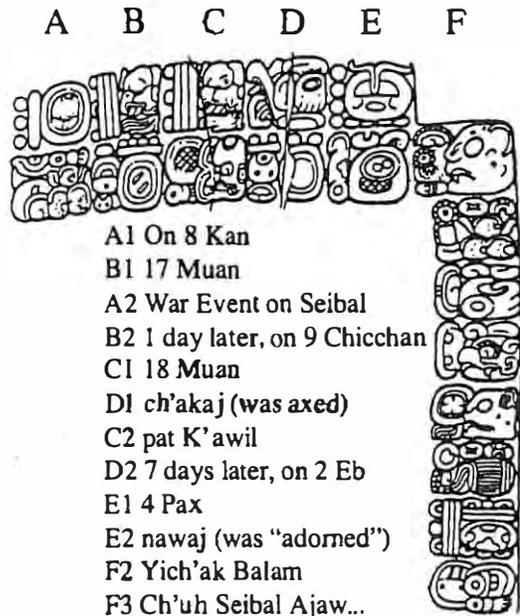 A B C D E F
A1 On 8 Kan
B1 17 Muan
A2 War Event on Seibal
B2 1 day later, on 9 Chicchan
C1 18 Muan
D1 ch'akaj (was axed)
C2 pat K'awil
D2 7 days later, on 2 Eb
E1 4 Pax
E2 nawaj (was "adorned")
F2 Yich'ak Balam
F3 Ch'uh Seibal Ajaw...